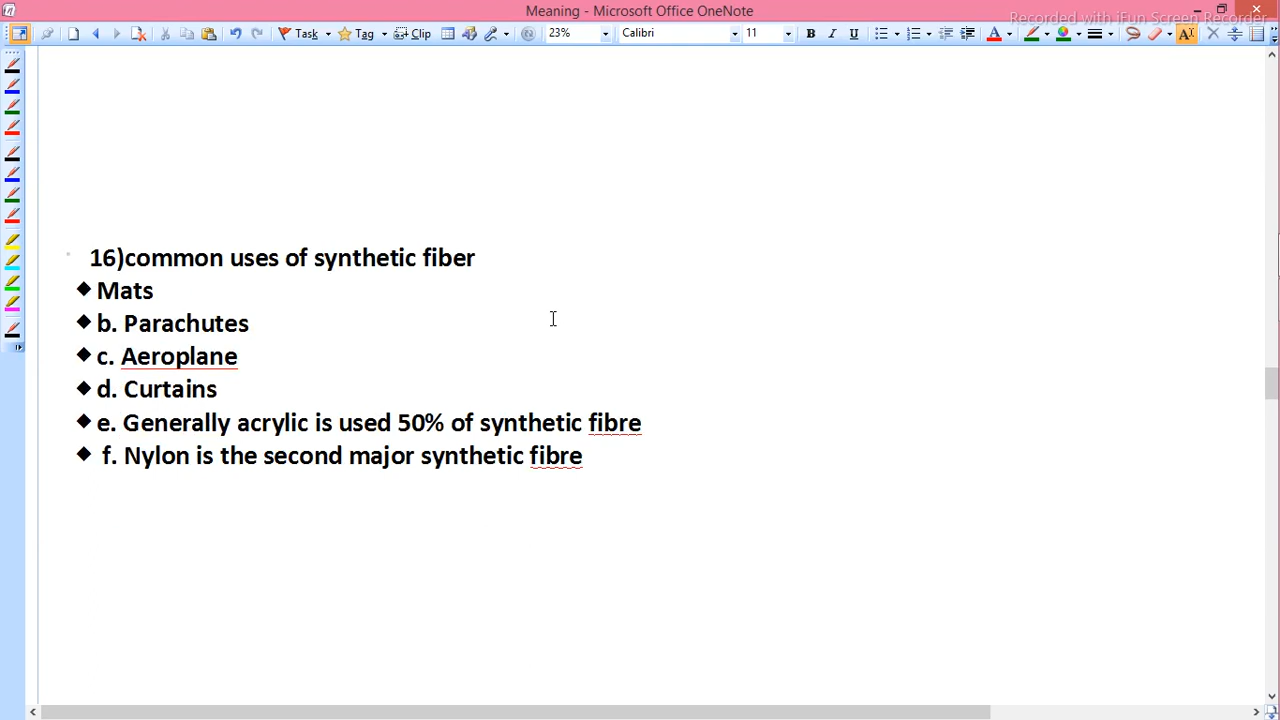 Meaning - Microsoft Office OneNote
Recorded with iFun Screen Recorder
Task Tag Clip 23% Calibri 11 B I U A A
16)common uses of synthetic fiber
Mats
b. Parachutes
c. Aeroplane
d. Curtains
e. Generally acrylic is used 50% of synthetic fibre
f. Nylon is the second major synthetic fibre